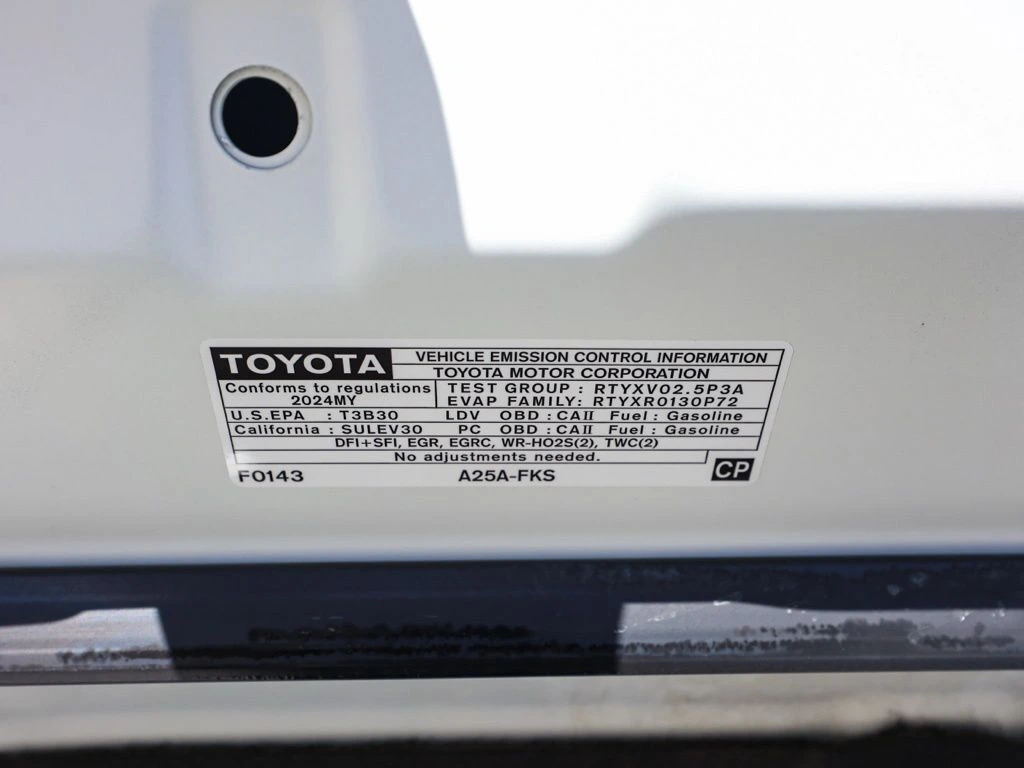 TOYOTA VEHICLE EMISSION CONTROL INFORMATION
TOYOTA MOTOR CORPORATION
Conforms to regulations
2024MY
TEST GROUP : RTYXV02.5P3A
EVAP FAMILY: RTYXR0130P72
U.S.EPA : T3B30 LDV OBD : CAII Fuel : Gasoline
California : SULEV30 PC OBD : CAII Fuel : Gasoline
DFI+SFI, EGR, EGRC, WR-HO2S(2), TWC(2)
No adjustments needed.
F0143 A25A-FKS CP